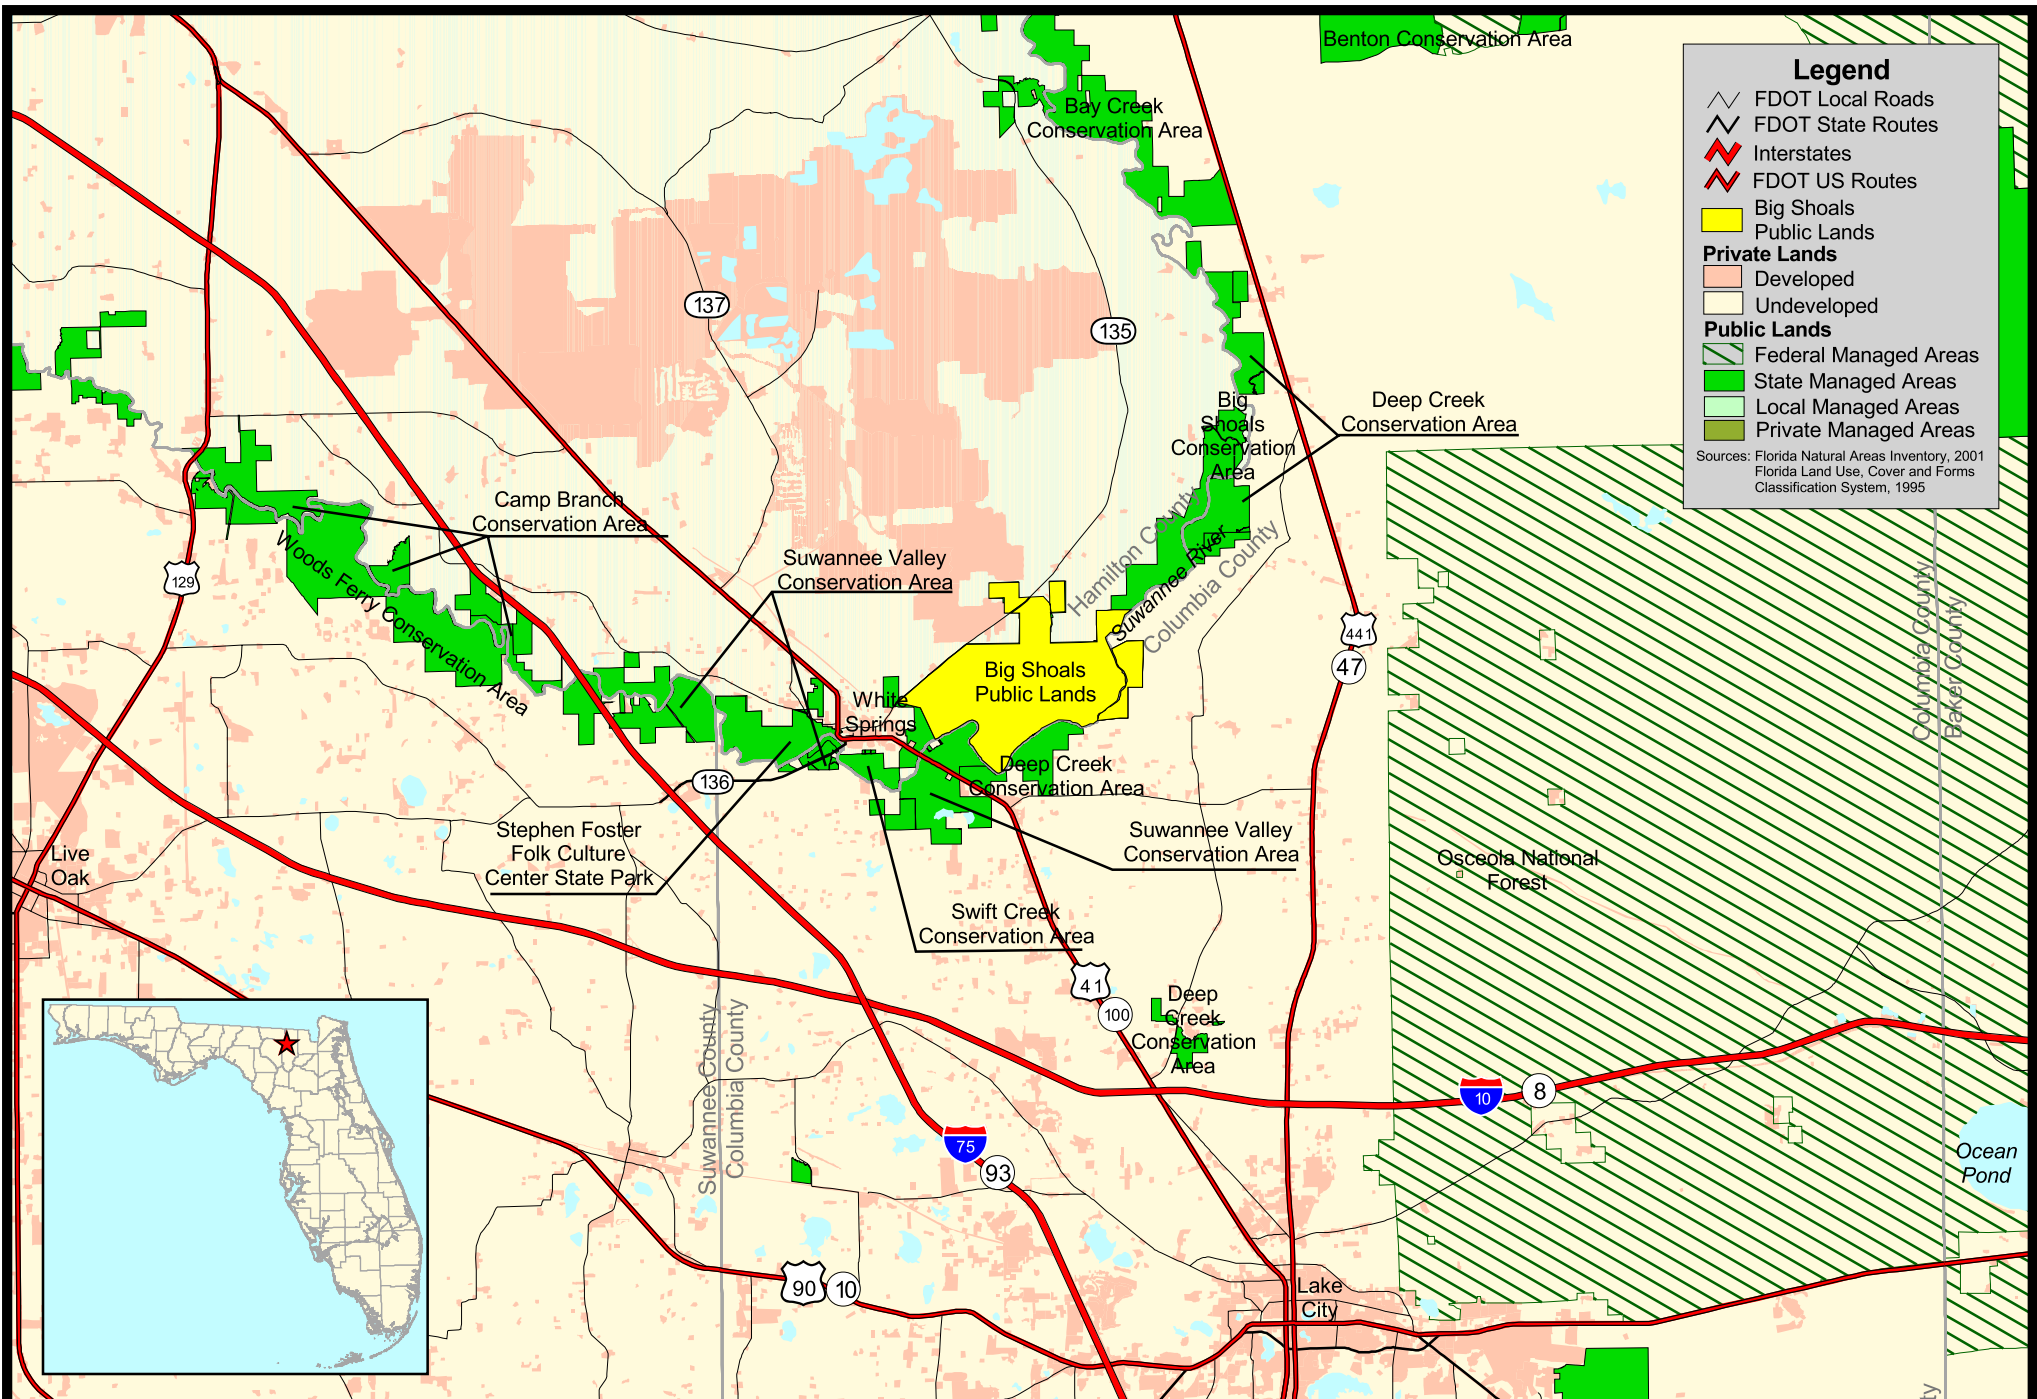 Benton Conservation Area
Legend
FDOT Local Roads
FDOT State Routes
Interstates
FDOT US Routes
Big Shoals
Public Lands
Private Lands
Developed
Undeveloped
Public Lands
Federal Managed Areas
State Managed Areas
Local Managed Areas
Private Managed Areas
Sources: Florida Natural Areas Inventory, 2001
Florida Land Use, Cover and Forms
Classification System, 1995
Bay Creek
Conservation Area
137
135
Big
Shoals
Conservation
Area
Deep Creek
Conservation Area
Camp Branch
Conservation Area
Suwannee Valley
Conservation Area
Hamilton County
Suwannee River
Columbia County
129
Woods Ferry Conservation Area
441
47
Columbia County
Baker County
Big Shoals
Public Lands
White
Springs
Deep Creek
Conservation Area
136
Stephen Foster
Folk Culture
Center State Park
Suwannee Valley
Conservation Area
Live
Oak
Osceola National
Forest
Swift Creek
Conservation Area
41
100
Deep
Creek
Conservation
Area
Suwannee County
Columbia County
10
8
75
93
Ocean
Pond
90
10
Lake
City